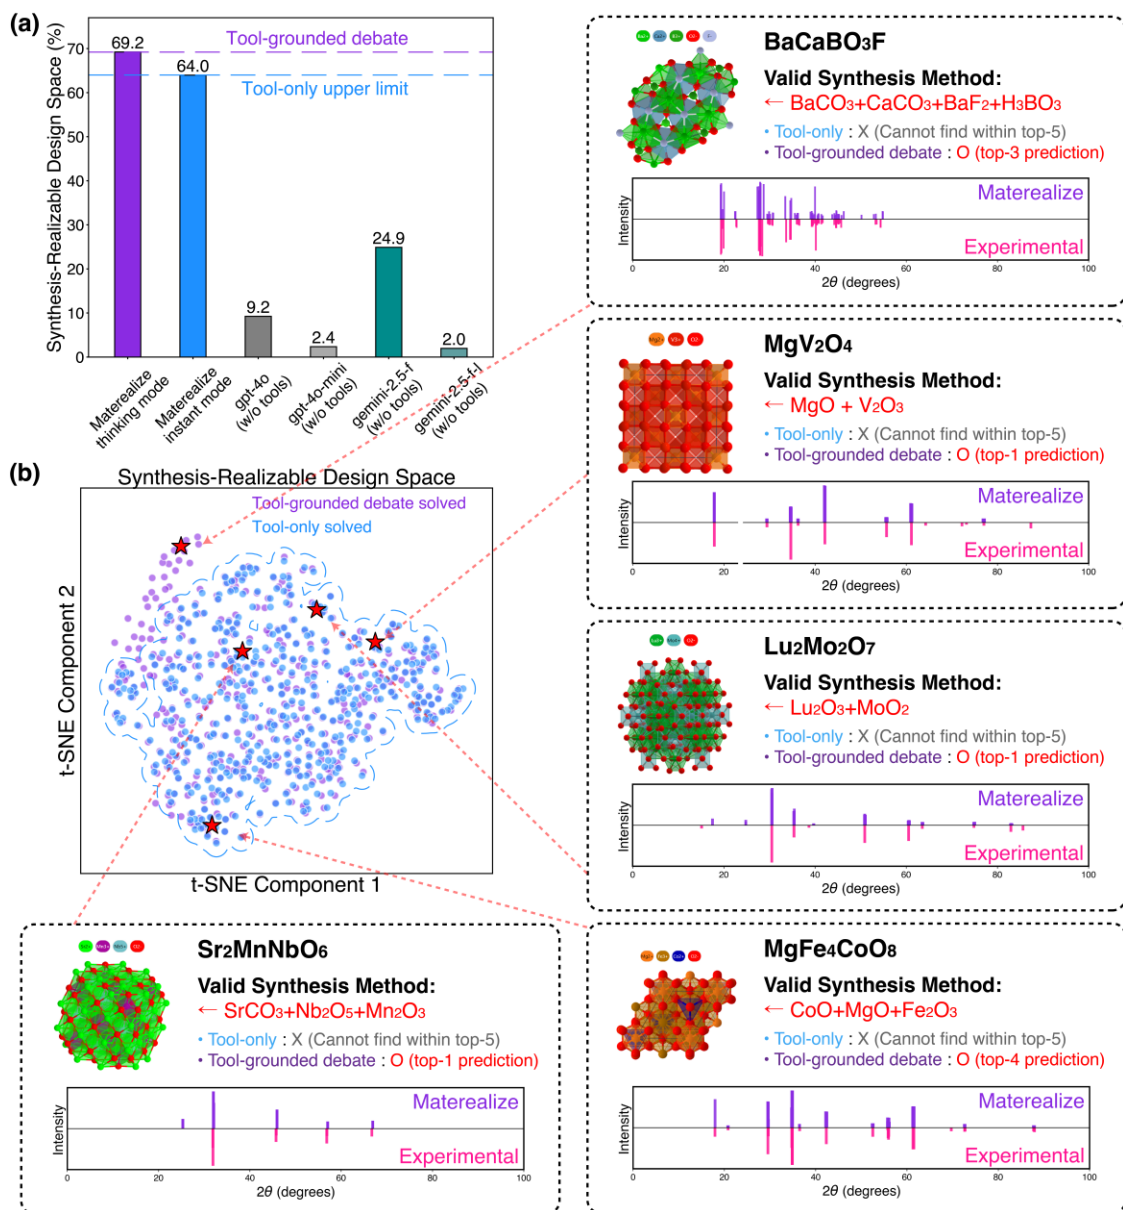 (a)
Synthesis-Realizable Design Space (%)
70
60
50
40
30
20
10
0
69.2
64.0
9.2
2.4
24.9
2.0
Tool-grounded debate
Tool-only upper limit
Materealize
thinking mode
Materealize
instant mode
gpt-4o
(w/o tools)
gpt-4o-mini
(w/o tools)
gemini-2.5-f
(w/o tools)
gemini-2.5-f-l
(w/o tools)
(b)
Synthesis-Realizable Design Space
Tool-grounded debate solved
Tool-only solved
t-SNE Component 2
t-SNE Component 1
BaCaBO₃F
Valid Synthesis Method:
← BaCO₃+CaCO₃+BaF₂+H₃BO₃
• Tool-only : X (Cannot find within top-5)
• Tool-grounded debate : O (top-3 prediction)
Intensity
Materealize
Experimental
0 20 40 60 80 100
2θ (degrees)
MgV₂O₄
Valid Synthesis Method:
← MgO + V₂O₃
• Tool-only : X (Cannot find within top-5)
• Tool-grounded debate : O (top-1 prediction)
Intensity
Materealize
Experimental
0 20 40 60 80 100
2θ (degrees)
Lu₂Mo₂O₇
Valid Synthesis Method:
← Lu₂O₃+MoO₂
• Tool-only : X (Cannot find within top-5)
• Tool-grounded debate : O (top-1 prediction)
Intensity
Materealize
Experimental
0 20 40 60 80 100
2θ (degrees)
Sr₂MnNbO₆
Valid Synthesis Method:
← SrCO₃+Nb₂O₅+Mn₂O₃
• Tool-only : X (Cannot find within top-5)
• Tool-grounded debate : O (top-1 prediction)
Intensity
Materealize
Experimental
0 20 40 60 80 100
2θ (degrees)
MgFe₄CoO₈
Valid Synthesis Method:
← CoO+MgO+Fe₂O₃
• Tool-only : X (Cannot find within top-5)
• Tool-grounded debate : O (top-4 prediction)
Intensity
Materealize
Experimental
0 20 40 60 80 100
2θ (degrees)